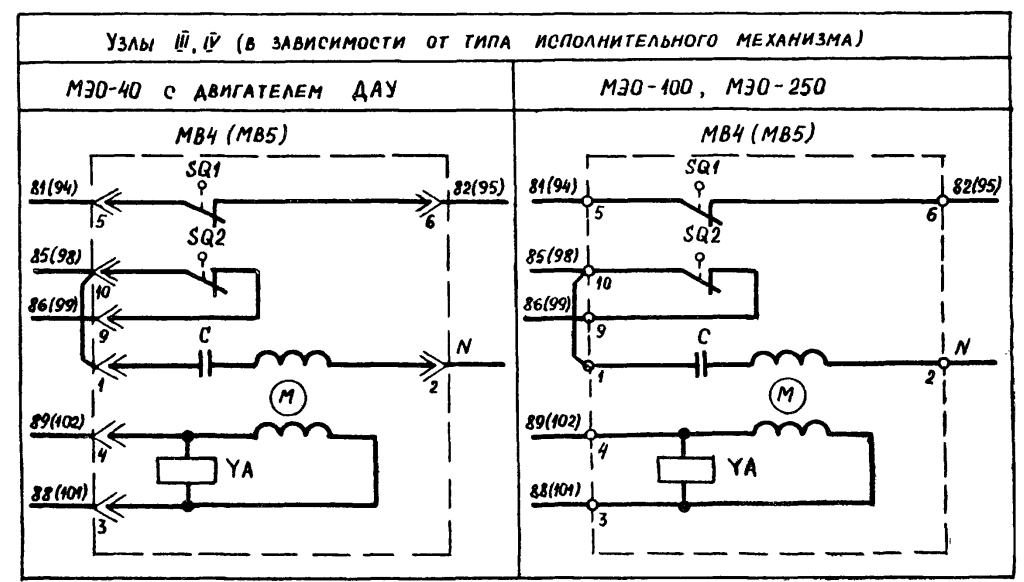 Узлы III, IV (в зависимости от типа исполнительного механизма)
МЭО-40 с двигателем ДАУ
МВ4 (МВ5)
SQ1
81(94)
82(95)
5
6
SQ2
85(98)
10
86(99)
9
C
N
1
2
M
89(102)
4
YA
88(101)
3
МЭО-100, МЭО-250
МВ4 (МВ5)
SQ1
81(94)
82(95)
5
6
SQ2
85(98)
10
86(99)
9
C
N
1
2
M
89(102)
4
YA
88(101)
3